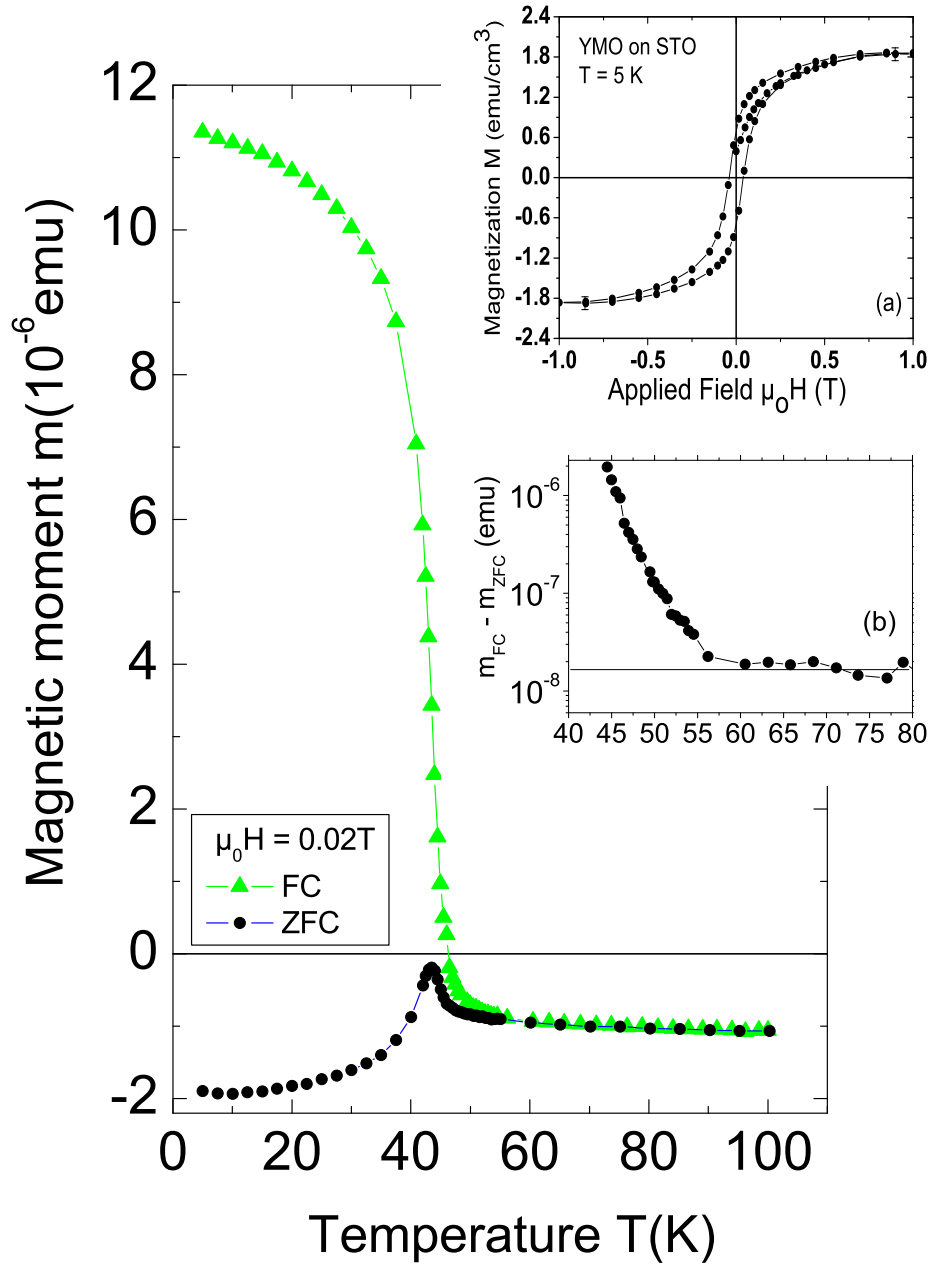 Magnetic moment m(10⁻⁶ emu)
12
10
8
6
4
2
0
-2
0 20 40 60 80 100
Temperature T(K)
μ₀H = 0.02T
FC
ZFC
Magnetization M (emu/cm³)
2.4
1.8
1.2
0.6
0.0
-0.6
-1.2
-1.8
-2.4
YMO on STO
T = 5 K
(a)
-1.0 -0.5 0.0 0.5 1.0
Applied Field μ₀H (T)
m_FC - m_ZFC (emu)
10⁻⁶
10⁻⁷
10⁻⁸
(b)
40 45 50 55 60 65 70 75 80